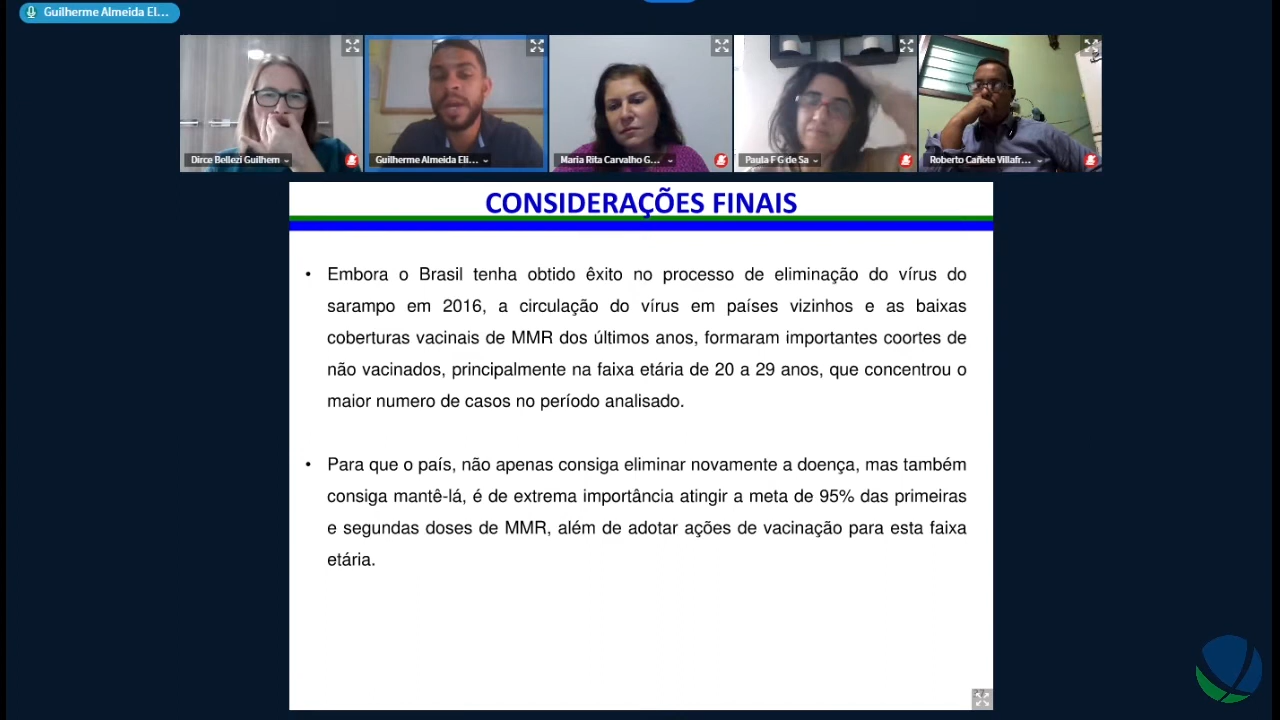 Guilherme Almeida El...
Dirce Bellezi Guilhem
Guilherme Almeida Eli...
Maria Rita Carvalho G...
Paula F G de Sa
Roberto Cañete Villafr...
CONSIDERAÇÕES FINAIS
• Embora o Brasil tenha obtido êxito no processo de eliminação do vírus do
sarampo em 2016, a circulação do vírus em países vizinhos e as baixas
coberturas vacinais de MMR dos últimos anos, formaram importantes coortes de
não vacinados, principalmente na faixa etária de 20 a 29 anos, que concentrou o
maior numero de casos no período analisado.
• Para que o país, não apenas consiga eliminar novamente a doença, mas também
consiga mantê-lá, é de extrema importância atingir a meta de 95% das primeiras
e segundas doses de MMR, além de adotar ações de vacinação para esta faixa
etária.